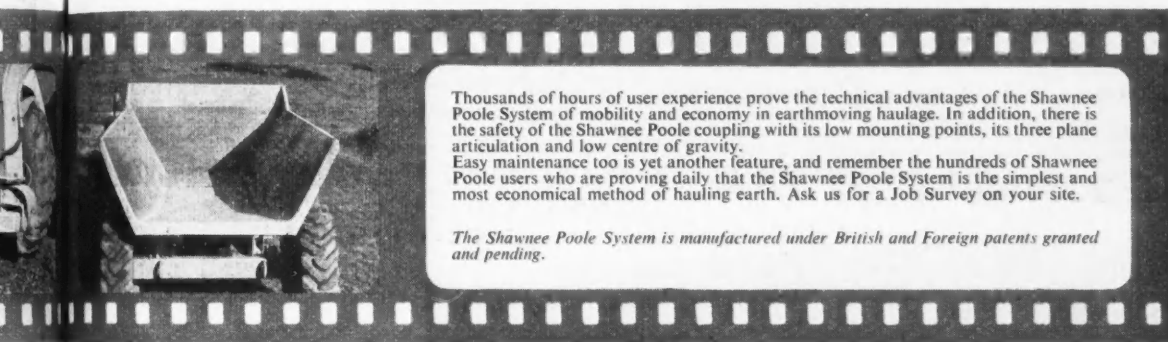 Thousands of hours of user experience prove the technical advantages of the Shawnee
Poole System of mobility and economy in earthmoving haulage. In addition, there is
the safety of the Shawnee Poole coupling with its low mounting points, its three plane
articulation and low centre of gravity.
Easy maintenance too is yet another feature, and remember the hundreds of Shawnee
Poole users who are proving daily that the Shawnee Poole System is the simplest and
most economical method of hauling earth. Ask us for a Job Survey on your site.
The Shawnee Poole System is manufactured under British and Foreign patents granted
and pending.